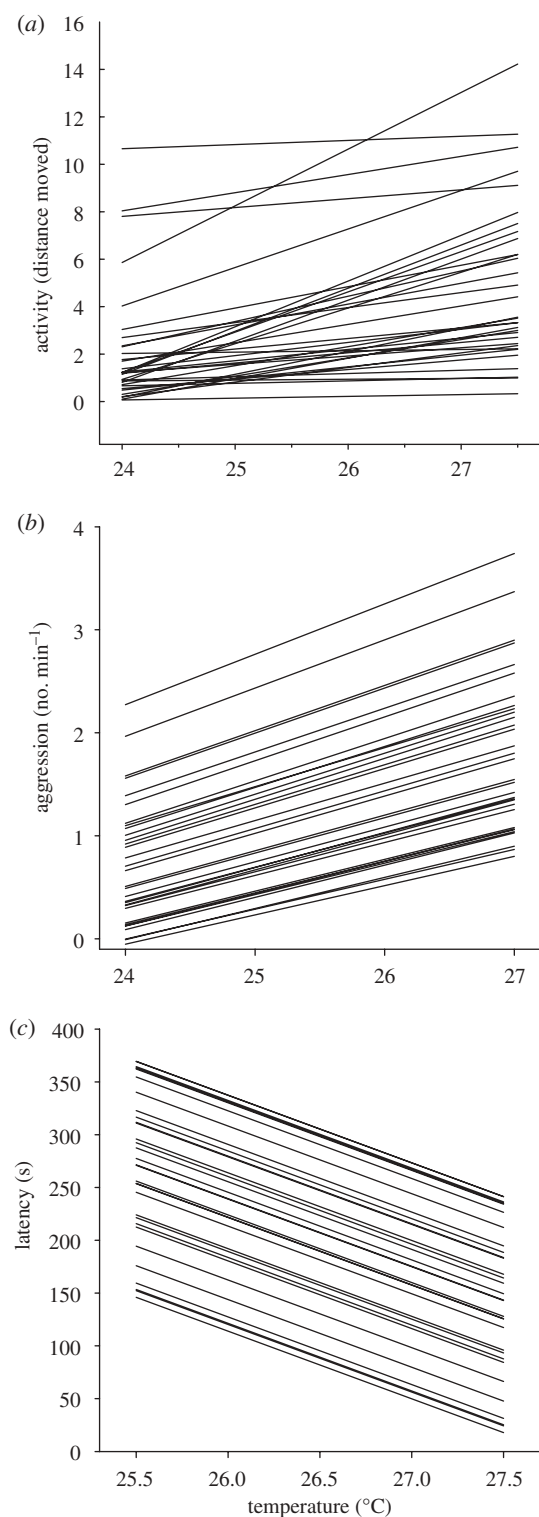 (a)
16
14
12
10
8
6
4
2
0
activity (distance moved)
24 25 26 27
(b)
4
3
2
1
0
aggression (no. min⁻¹)
24 25 26 27
(c)
400
350
300
250
200
150
100
50
0
latency (s)
25.5 26.0 26.5 27.0 27.5
temperature (°C)